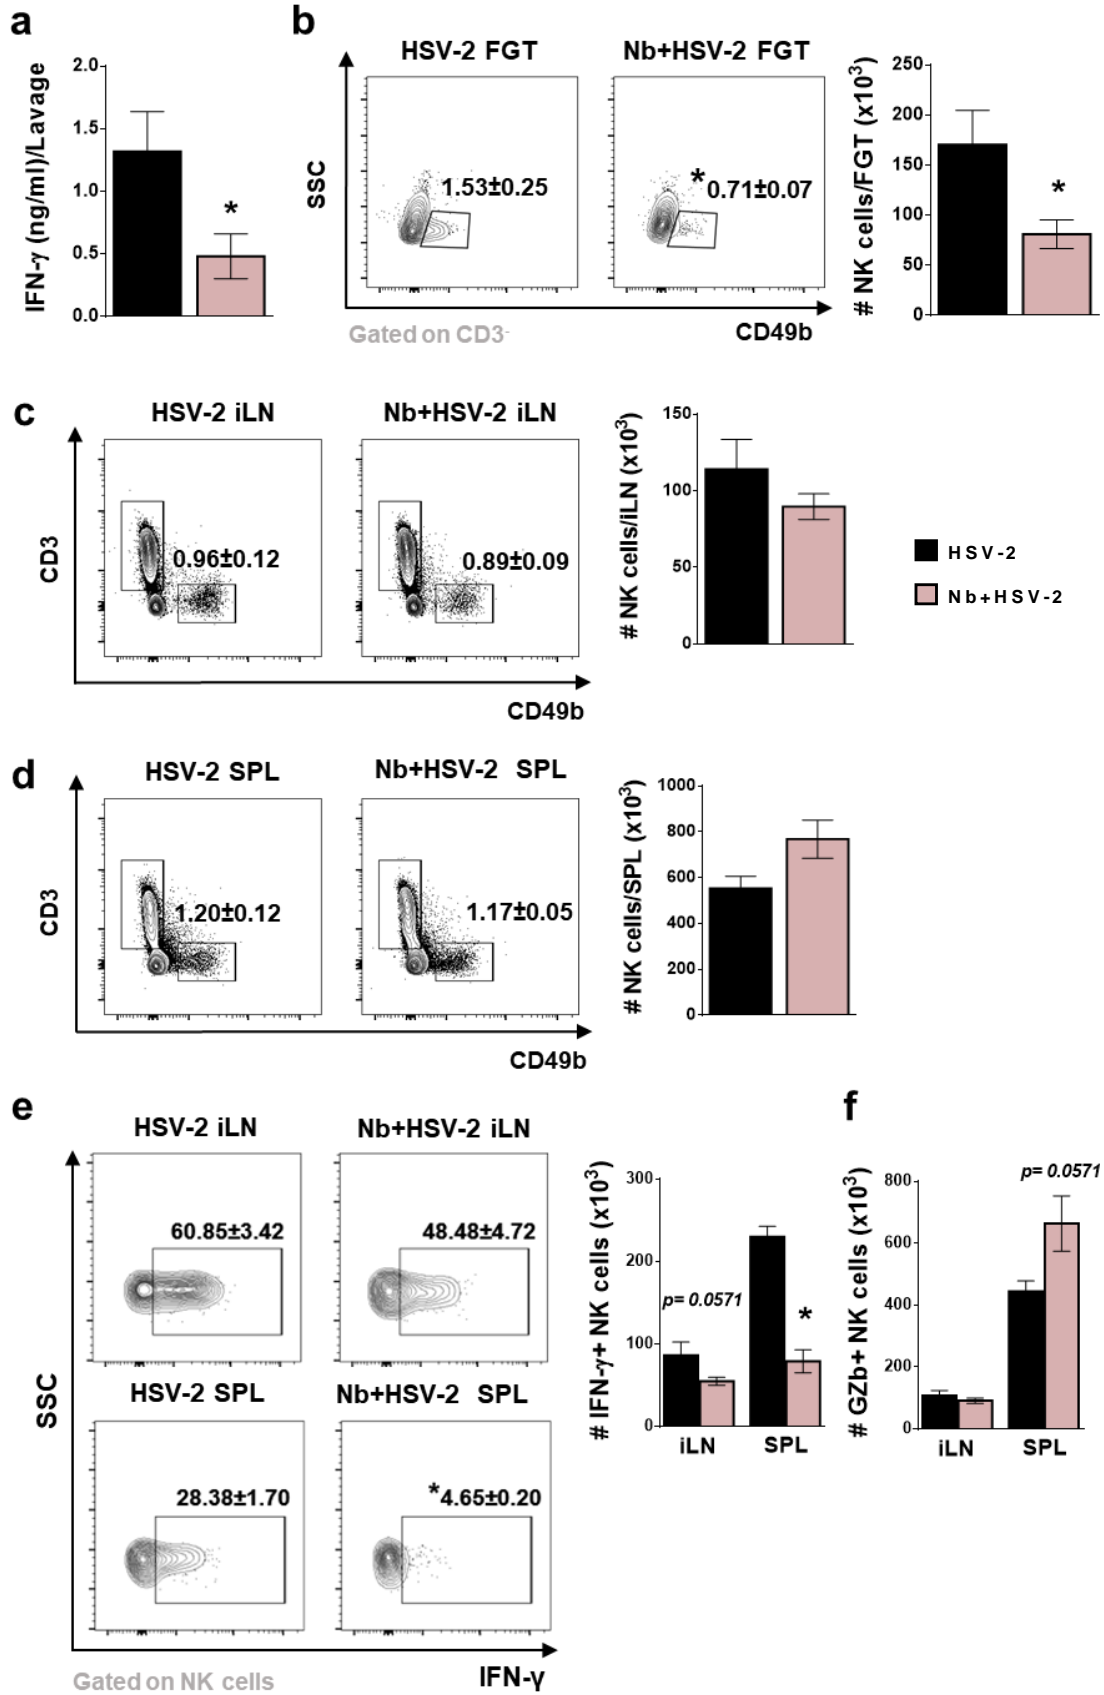 a
IFN-γ (ng/ml)/Lavage
2.0
1.5
1.0
0.5
0.0
*
b
HSV-2 FGT
Nb+HSV-2 FGT
SSC
1.53±0.25
*0.71±0.07
Gated on CD3-
CD49b
# NK cells/FGT (x10³)
250
200
150
100
50
0
*
c
HSV-2 iLN
Nb+HSV-2 iLN
CD3
0.96±0.12
0.89±0.09
CD49b
# NK cells/iLN (x10³)
150
100
50
0
HSV-2
Nb+HSV-2
d
HSV-2 SPL
Nb+HSV-2 SPL
CD3
1.20±0.12
1.17±0.05
CD49b
# NK cells/SPL (x10³)
1000
800
600
400
200
0
e
HSV-2 iLN
Nb+HSV-2 iLN
60.85±3.42
48.48±4.72
HSV-2 SPL
Nb+HSV-2 SPL
SSC
28.38±1.70
*4.65±0.20
Gated on NK cells
IFN-γ
# IFN-γ+ NK cells (x10³)
300
200
100
0
p= 0.0571
*
iLN
SPL
f
# GZb+ NK cells (x10³)
800
600
400
200
0
p= 0.0571
iLN
SPL